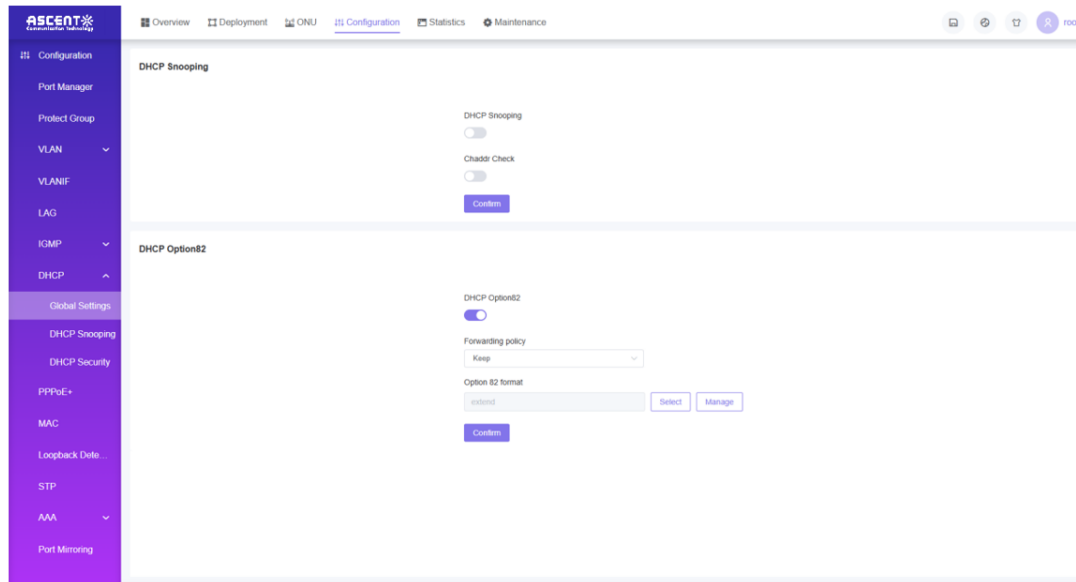 ASCENT
Communication Technology
Overview
Deployment
ONU
Configuration
Statistics
Maintenance
roo
Configuration
Port Manager
Protect Group
VLAN
VLANIF
LAG
IGMP
DHCP
Global Settings
DHCP Snooping
DHCP Security
PPPoE+
MAC
Loopback Dete...
STP
AAA
Port Mirroring
DHCP Snooping
DHCP Snooping
Chaddr Check
Confirm
DHCP Option82
DHCP Option82
Forwarding policy
Keep
Option 82 format
extend
Select
Manage
Confirm